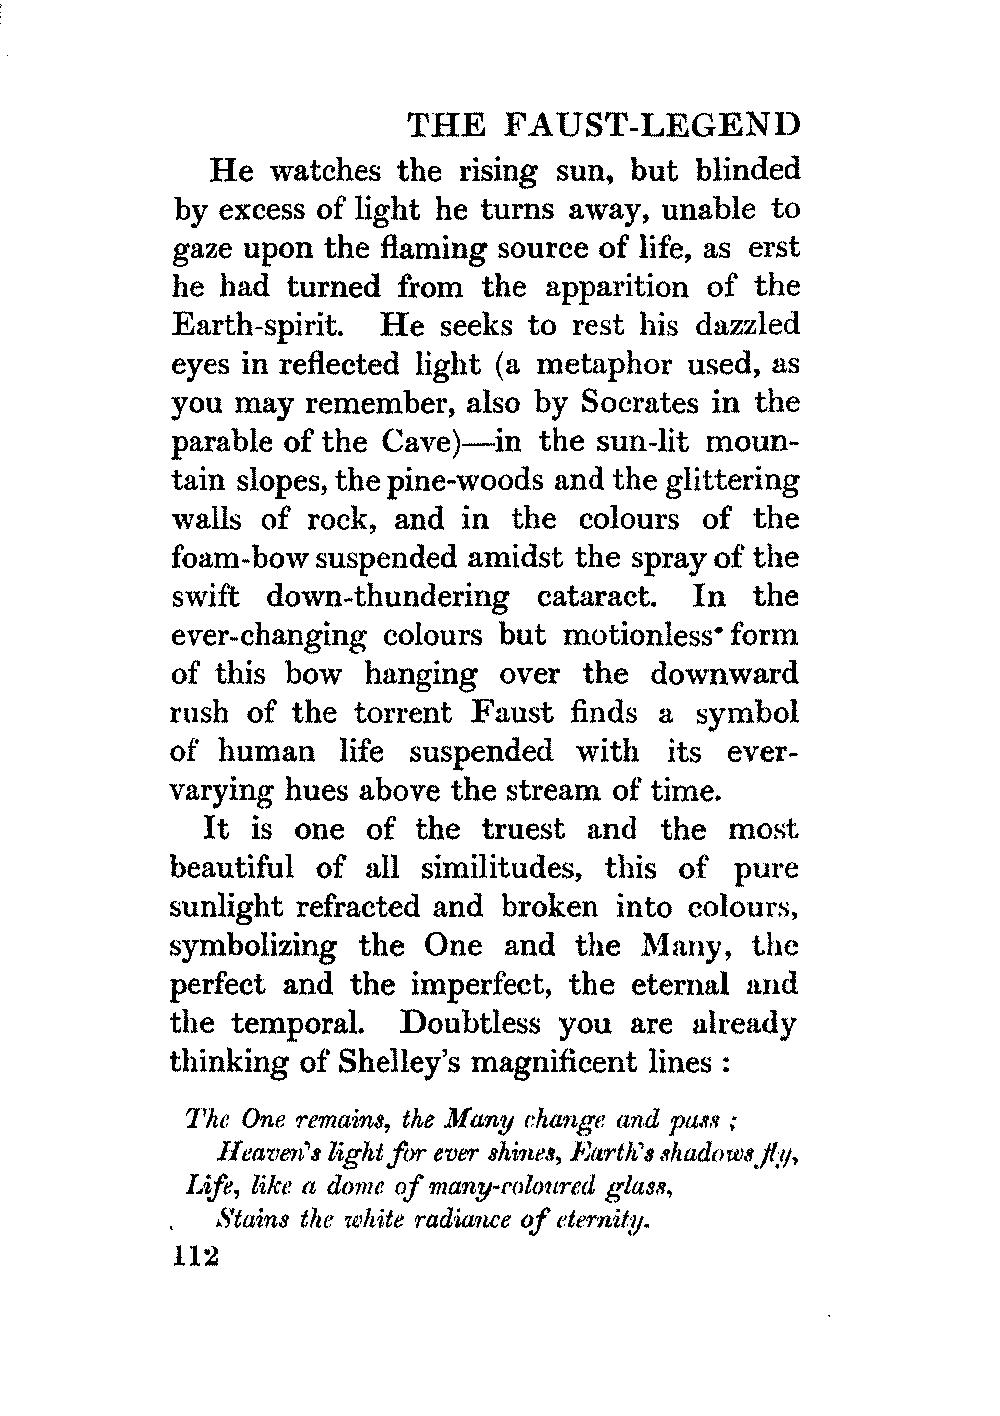 THE FAUST-LEGEND
He watches the rising sun, but blinded
by excess of light he turns away, unable to
gaze upon the flaming source of life, as erst
he had turned from the apparition of the
Earth-spirit. He seeks to rest his dazzled
eyes in reflected light (a metaphor used, as
you may remember, also by Socrates in the
parable of the Cave)—in the sun-lit moun-
tain slopes, the pine-woods and the glittering
walls of rock, and in the colours of the
foam-bow suspended amidst the spray of the
swift down-thundering cataract. In the
ever-changing colours but motionless form
of this bow hanging over the downward
rush of the torrent Faust finds a symbol
of human life suspended with its ever-
varying hues above the stream of time.
It is one of the truest and the most
beautiful of all similitudes, this of pure
sunlight refracted and broken into colours,
symbolizing the One and the Many, the
perfect and the imperfect, the eternal and
the temporal. Doubtless you are already
thinking of Shelley's magnificent lines :
The One remains, the Many change and pass ;
Heaven's light for ever shines, Earth's shadows fly,
Life, like a dome of many-coloured glass,
Stains the white radiance of eternity.
112